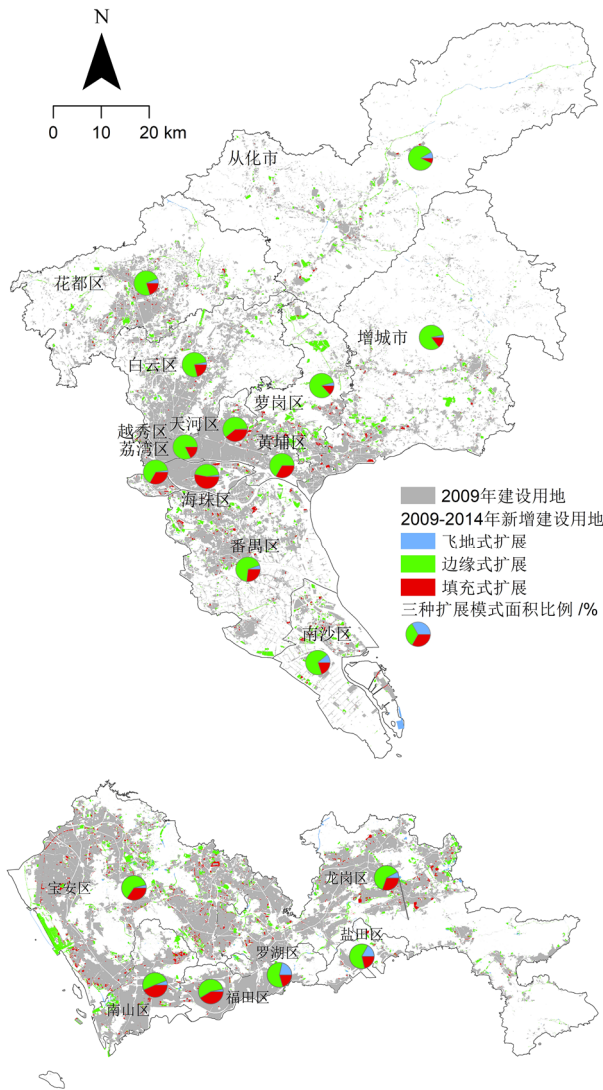 N
0 10 20 km
从化市
花都区
增城市
白云区
萝岗区
天河区
越秀区
黄埔区
荔湾区
海珠区
2009年建设用地
2009-2014年新增建设用地
飞地式扩展
番禺区
边缘式扩展
填充式扩展
三种扩展模式面积比例 /%
南沙区
龙岗区
宝安区
盐田区
罗湖区
福田区
南山区